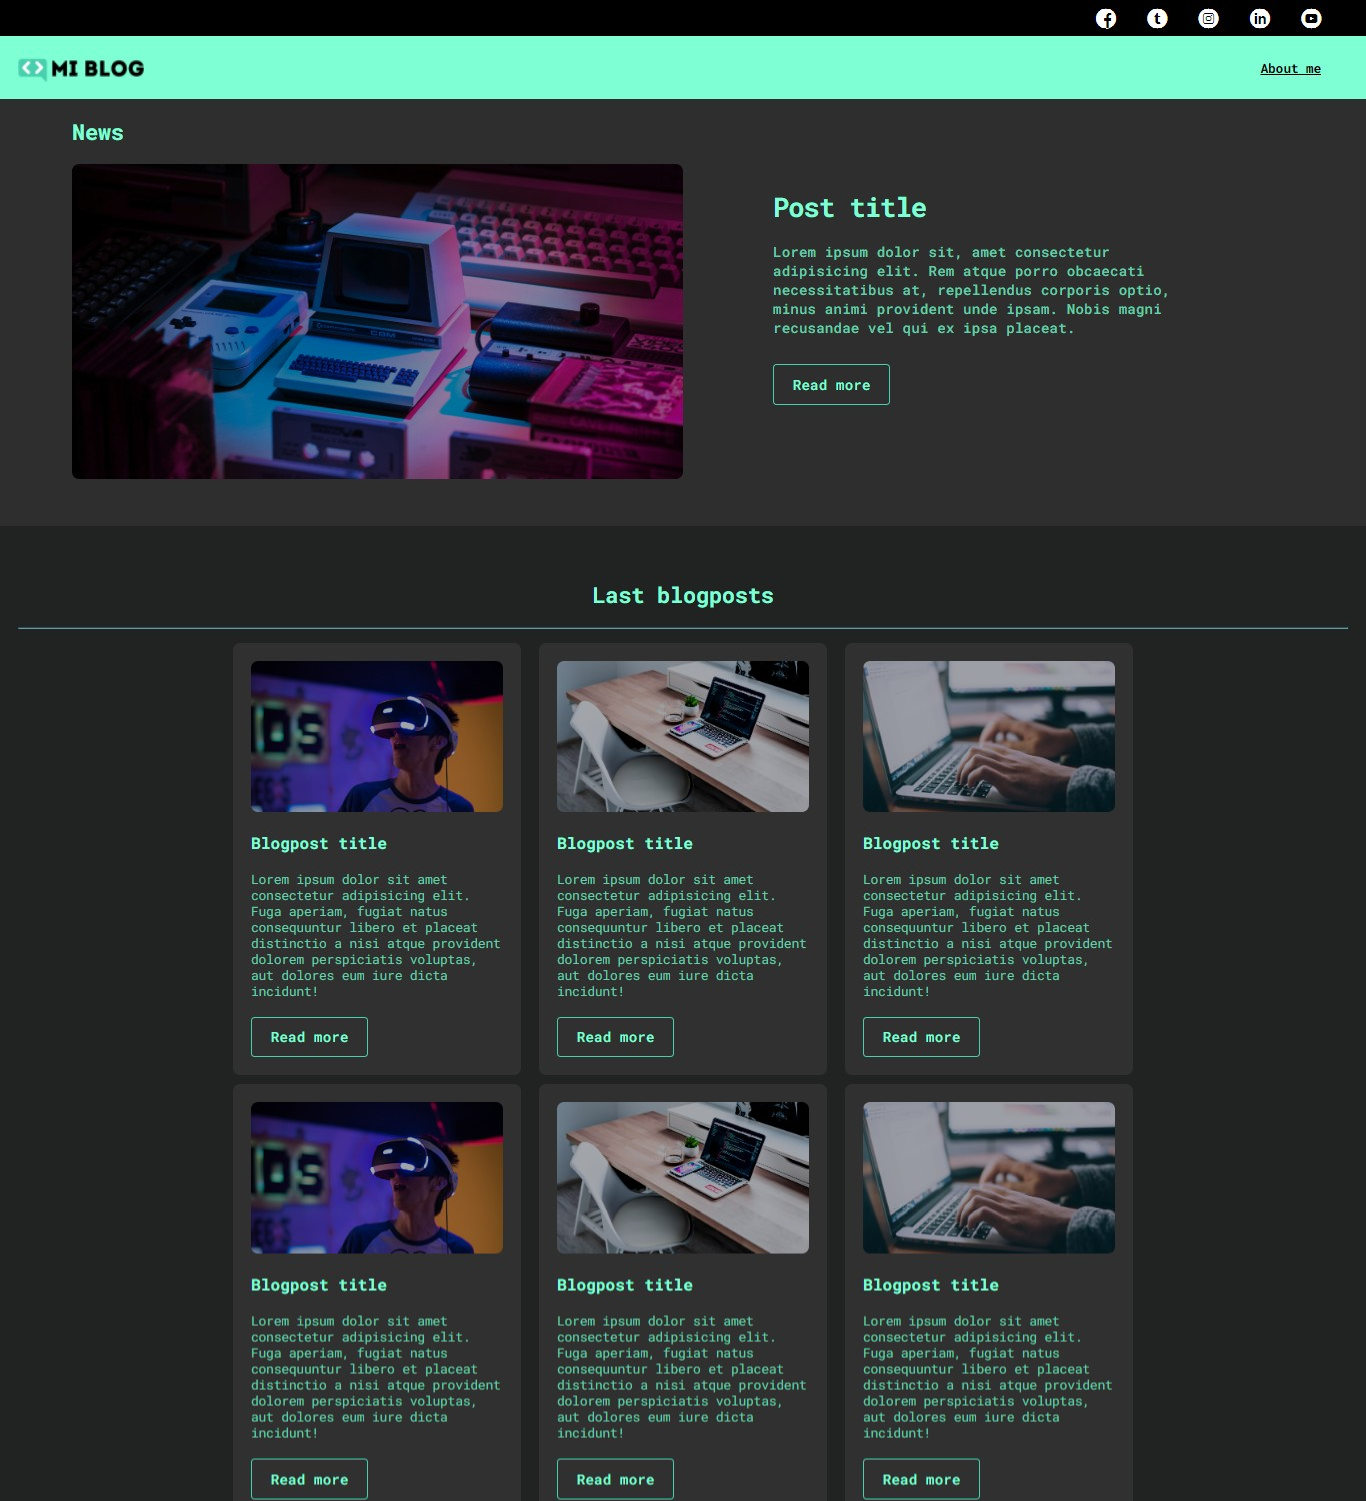 MI BLOG
About me
News
Post title
Lorem ipsum dolor sit, amet consectetur
adipisicing elit. Rem atque porro obcaecati
necessitatibus at, repellendus corporis optio,
minus animi provident unde ipsam. Nobis magni
recusandae vel qui ex ipsa placeat.
Read more
Last blogposts
Blogpost title
Lorem ipsum dolor sit amet
consectetur adipisicing elit.
Fuga aperiam, fugiat natus
consequuntur libero et placeat
distinctio a nisi atque provident
dolorem perspiciatis voluptas,
aut dolores eum iure dicta
incidunt!
Read more
Blogpost title
Lorem ipsum dolor sit amet
consectetur adipisicing elit.
Fuga aperiam, fugiat natus
consequuntur libero et placeat
distinctio a nisi atque provident
dolorem perspiciatis voluptas,
aut dolores eum iure dicta
incidunt!
Read more
Blogpost title
Lorem ipsum dolor sit amet
consectetur adipisicing elit.
Fuga aperiam, fugiat natus
consequuntur libero et placeat
distinctio a nisi atque provident
dolorem perspiciatis voluptas,
aut dolores eum iure dicta
incidunt!
Read more
Blogpost title
Lorem ipsum dolor sit amet
consectetur adipisicing elit.
Fuga aperiam, fugiat natus
consequuntur libero et placeat
distinctio a nisi atque provident
dolorem perspiciatis voluptas,
aut dolores eum iure dicta
incidunt!
Read more
Blogpost title
Lorem ipsum dolor sit amet
consectetur adipisicing elit.
Fuga aperiam, fugiat natus
consequuntur libero et placeat
distinctio a nisi atque provident
dolorem perspiciatis voluptas,
aut dolores eum iure dicta
incidunt!
Read more
Blogpost title
Lorem ipsum dolor sit amet
consectetur adipisicing elit.
Fuga aperiam, fugiat natus
consequuntur libero et placeat
distinctio a nisi atque provident
dolorem perspiciatis voluptas,
aut dolores eum iure dicta
incidunt!
Read more